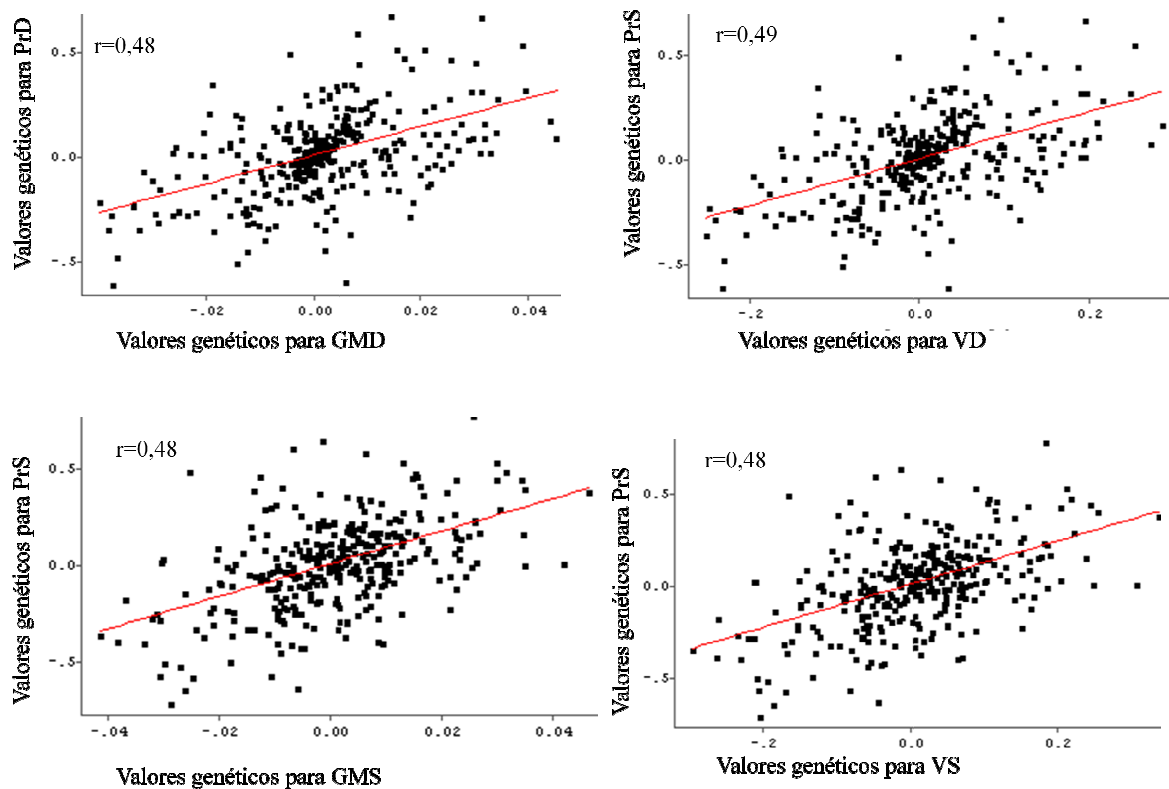 Valores genéticos para PrD
r=0,48
0.5
0.0
-.5
-.02
0.00
0.02
0.04
Valores genéticos para GMD
Valores genéticos para PrS
r=0,49
0.5
0.0
-.5
-.2
0.0
0.2
Valores genéticos para VD
Valores genéticos para PrS
r=0,48
0.5
0.0
-.5
-.04
-.02
0.00
0.02
0.04
Valores genéticos para GMS
Valores genéticos para PrS
r=0,48
0.5
0.0
-.5
-.2
0.0
0.2
Valores genéticos para VS